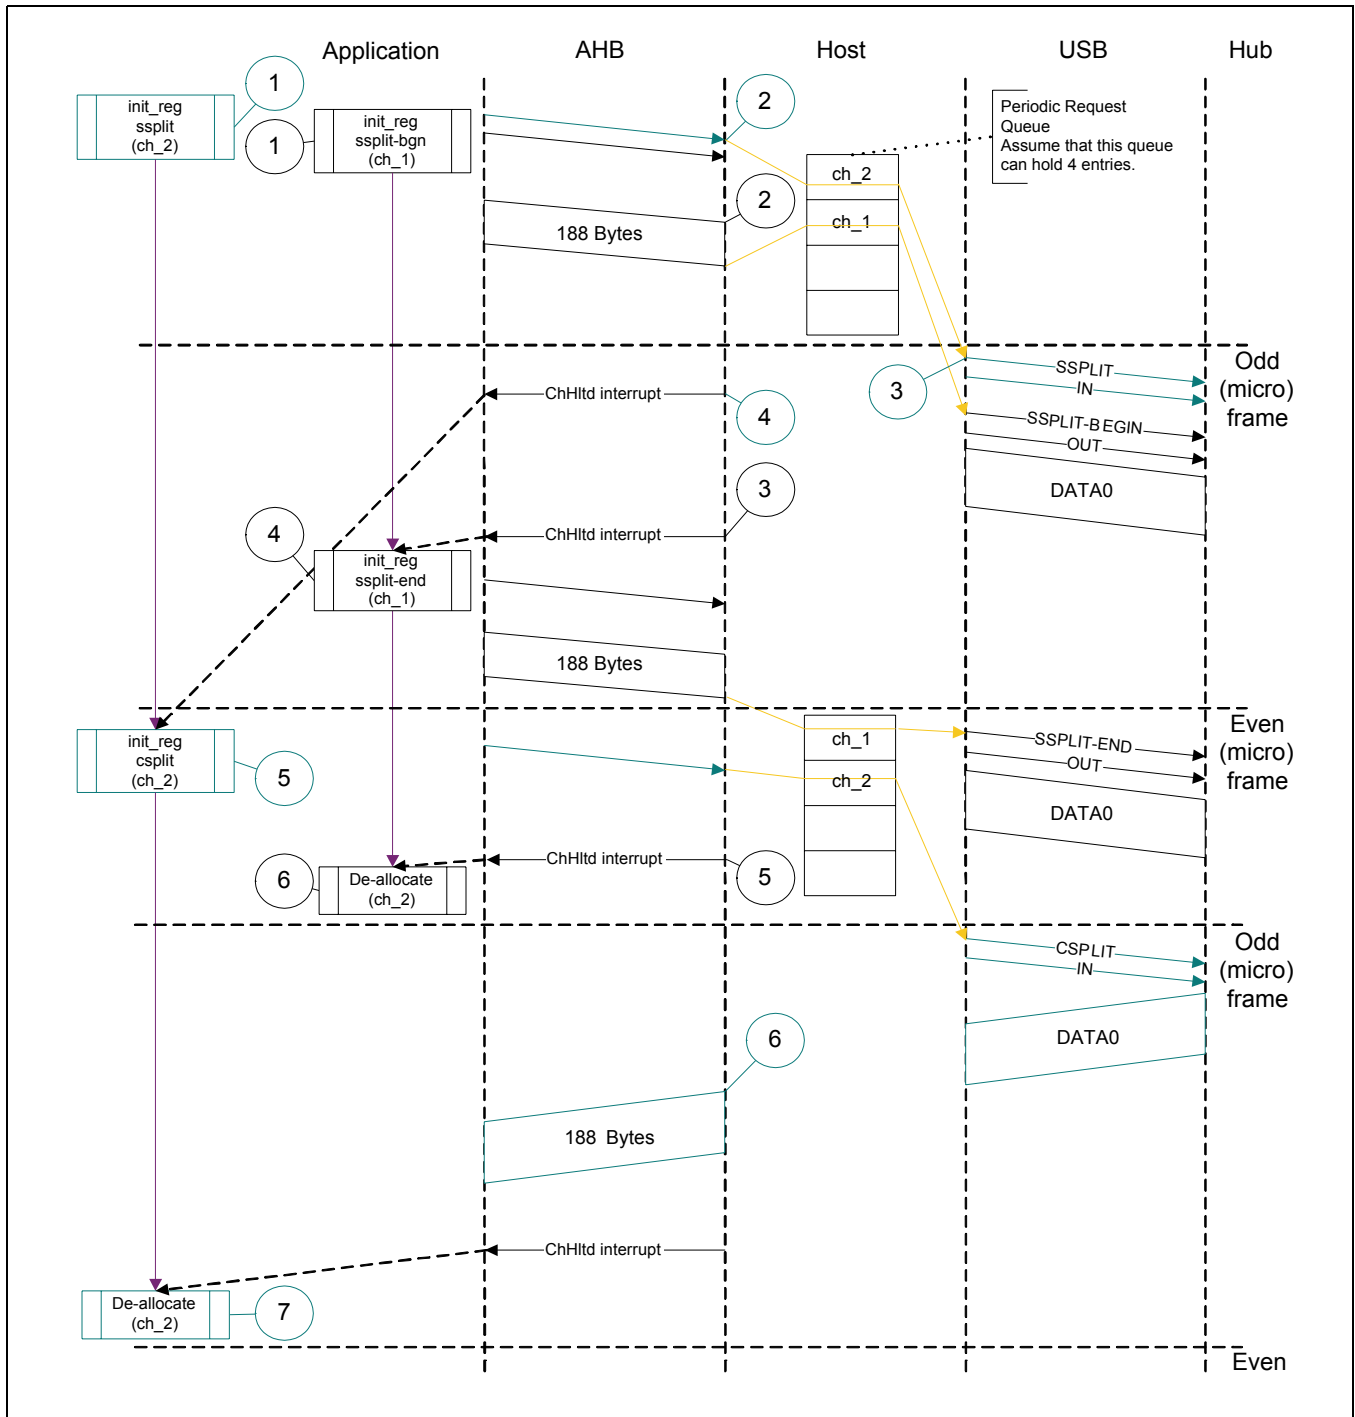 Application
AHB
Host
USB
Hub
1
init_reg
ssplit
(ch_2)
1
init_reg
ssplit-bgn
(ch_1)
2
Periodic Request
Queue
Assume that this queue
can hold 4 entries.
ch_2
2
188 Bytes
ch_1
Odd
(micro)
frame
SSPLIT
IN
3
ChHltd interrupt
4
SSPLIT-BEGIN
OUT
DATA0
3
4
ChHltd interrupt
init_reg
ssplit-end
(ch_1)
188 Bytes
Even
(micro)
frame
init_reg
csplit
(ch_2)
5
ch_1
ch_2
SSPLIT-END
OUT
DATA0
ChHltd interrupt
5
6
De-allocate
(ch_2)
Odd
(micro)
frame
CSPLIT
IN
DATA0
6
188 Bytes
ChHltd interrupt
De-allocate
(ch_2)
7
Even